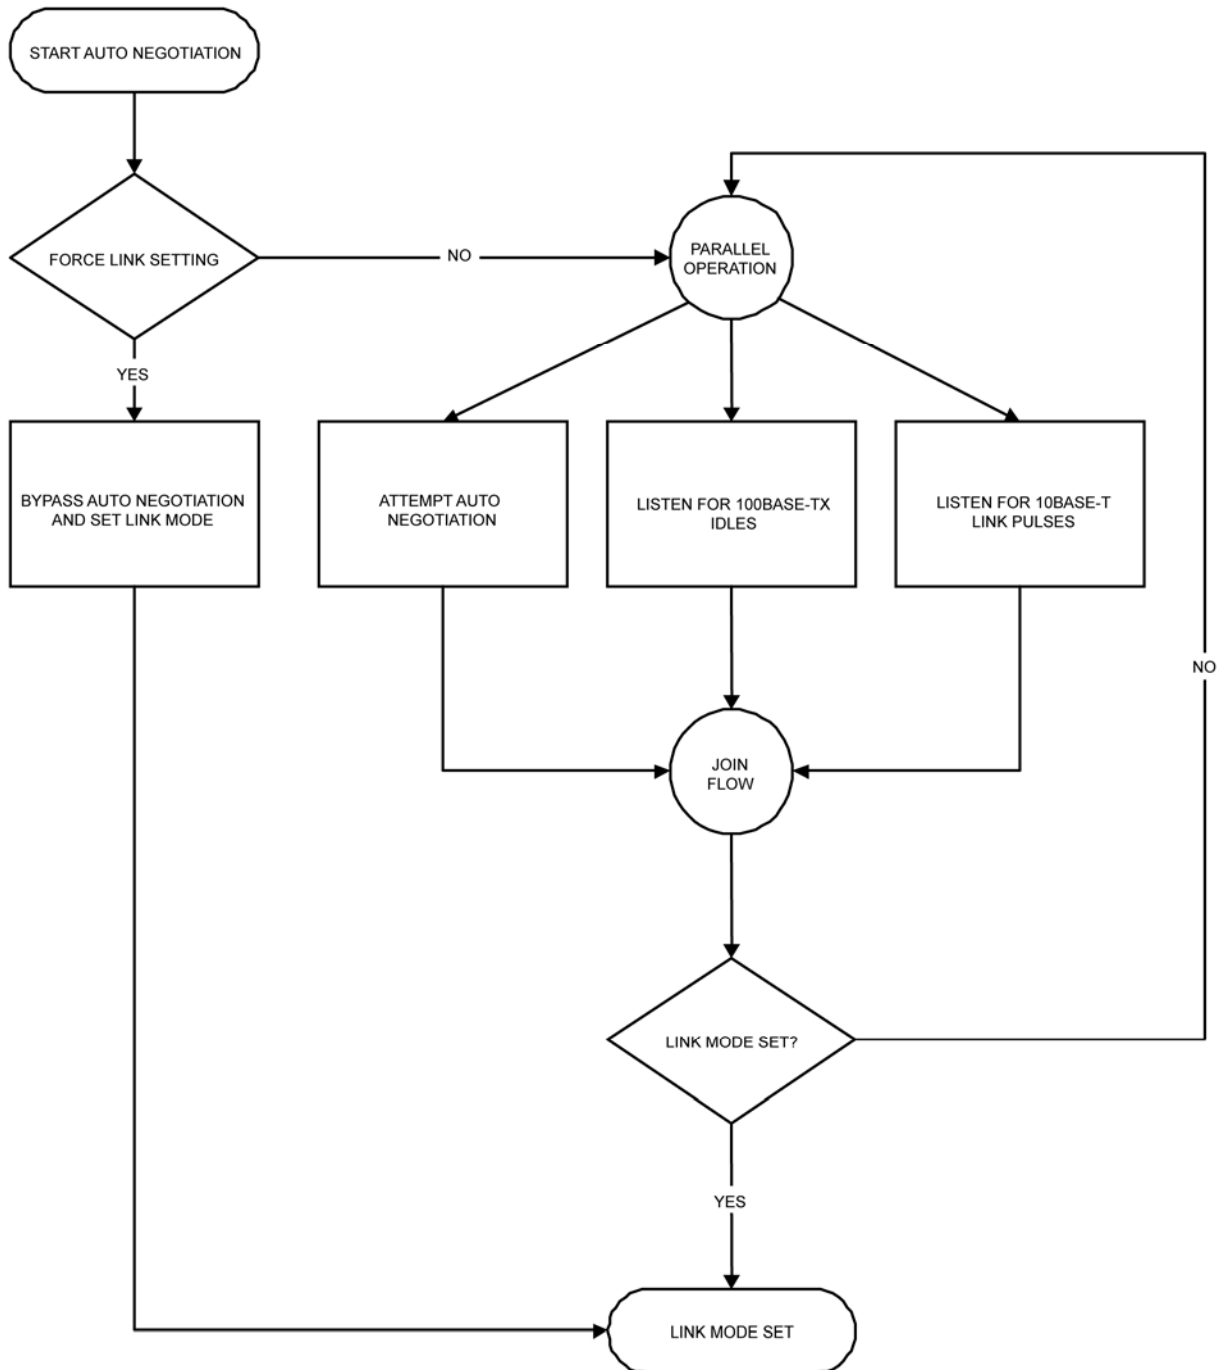 START AUTO NEGOTIATION
FORCE LINK SETTING
NO
PARALLEL
OPERATION
YES
BYPASS AUTO NEGOTIATION
AND SET LINK MODE
ATTEMPT AUTO
NEGOTIATION
LISTEN FOR 100BASE-TX
IDLES
LISTEN FOR 10BASE-T
LINK PULSES
NO
JOIN
FLOW
LINK MODE SET?
YES
LINK MODE SET